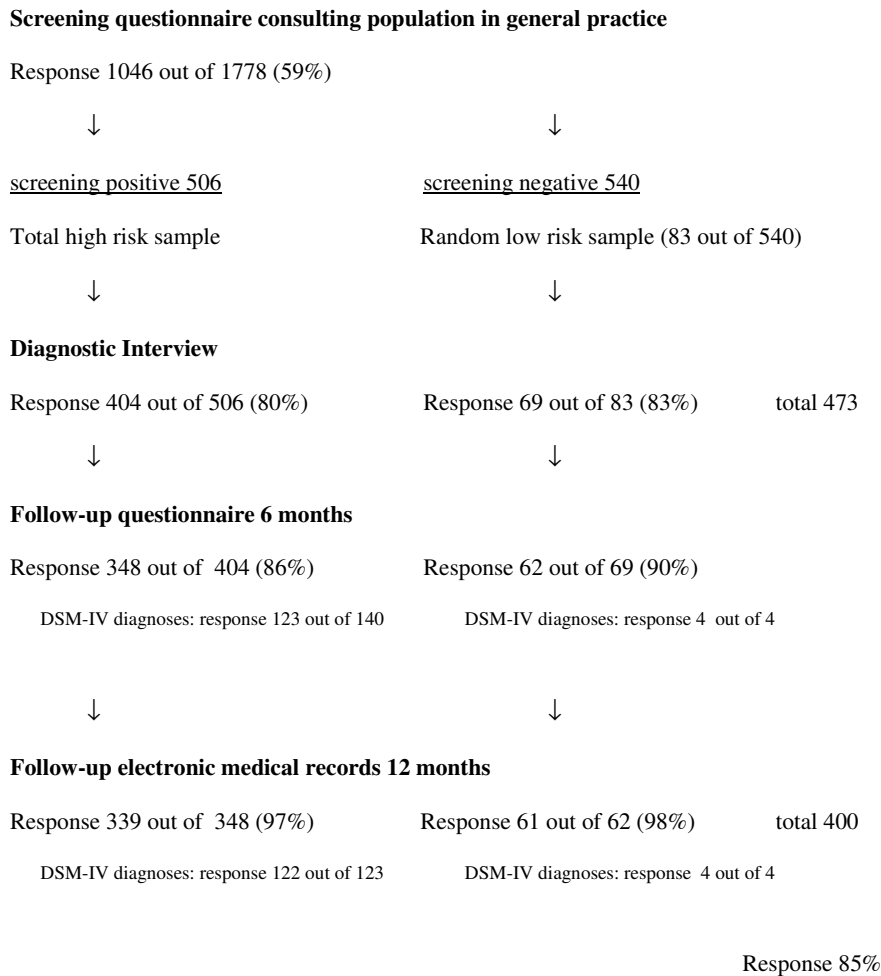 Screening questionnaire consulting population in general practice
Response 1046 out of 1778 (59%)
↓ ↓
screening positive 506 screening negative 540
Total high risk sample Random low risk sample (83 out of 540)
↓ ↓
Diagnostic Interview
Response 404 out of 506 (80%) Response 69 out of 83 (83%) total 473
↓ ↓
Follow-up questionnaire 6 months
Response 348 out of 404 (86%) Response 62 out of 69 (90%)
DSM-IV diagnoses: response 123 out of 140 DSM-IV diagnoses: response 4 out of 4
↓ ↓
Follow-up electronic medical records 12 months
Response 339 out of 348 (97%) Response 61 out of 62 (98%) total 400
DSM-IV diagnoses: response 122 out of 123 DSM-IV diagnoses: response 4 out of 4
Response 85%